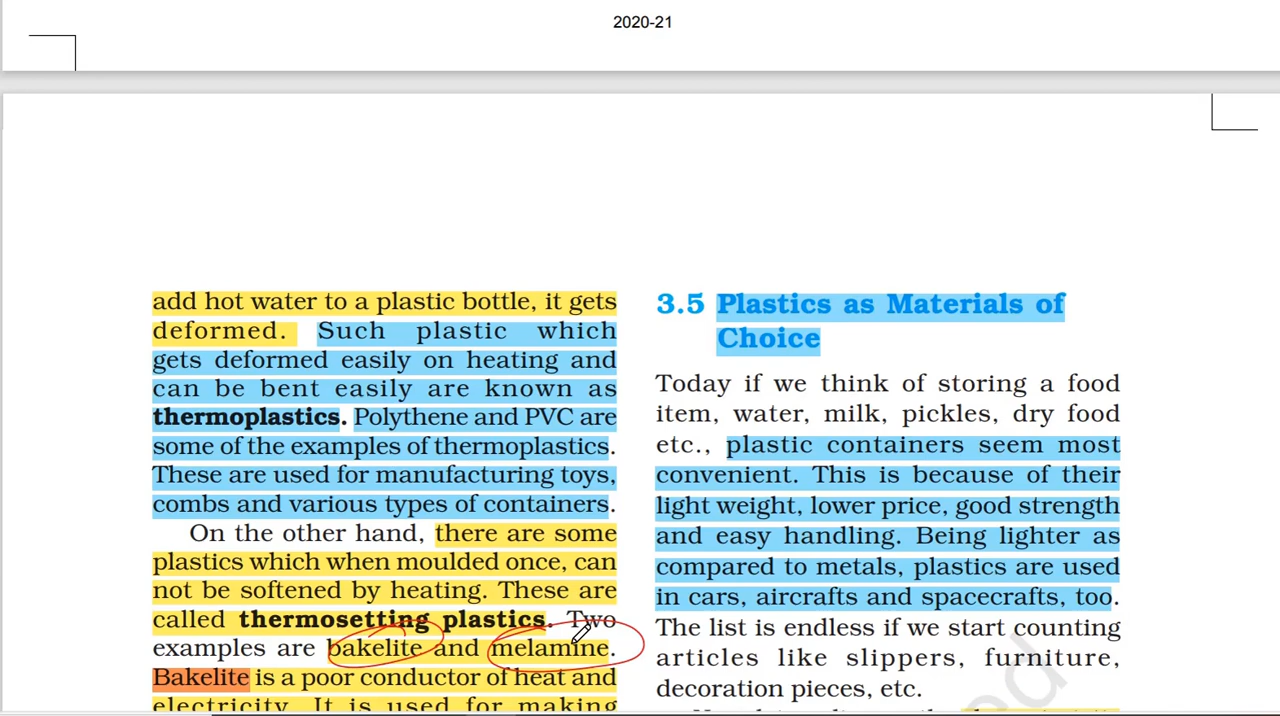 2020-21
add hot water to a plastic bottle, it gets
deformed. Such plastic which
gets deformed easily on heating and
can be bent easily are known as
thermoplastics. Polythene and PVC are
some of the examples of thermoplastics.
These are used for manufacturing toys,
combs and various types of containers.
On the other hand, there are some
plastics which when moulded once, can
not be softened by heating. These are
called thermosetting plastics. Two
examples are bakelite and melamine.
Bakelite is a poor conductor of heat and
electricity. It is used for making
3.5 Plastics as Materials of
Choice
Today if we think of storing a food
item, water, milk, pickles, dry food
etc., plastic containers seem most
convenient. This is because of their
light weight, lower price, good strength
and easy handling. Being lighter as
compared to metals, plastics are used
in cars, aircrafts and spacecrafts, too.
The list is endless if we start counting
articles like slippers, furniture,
decoration pieces, etc.